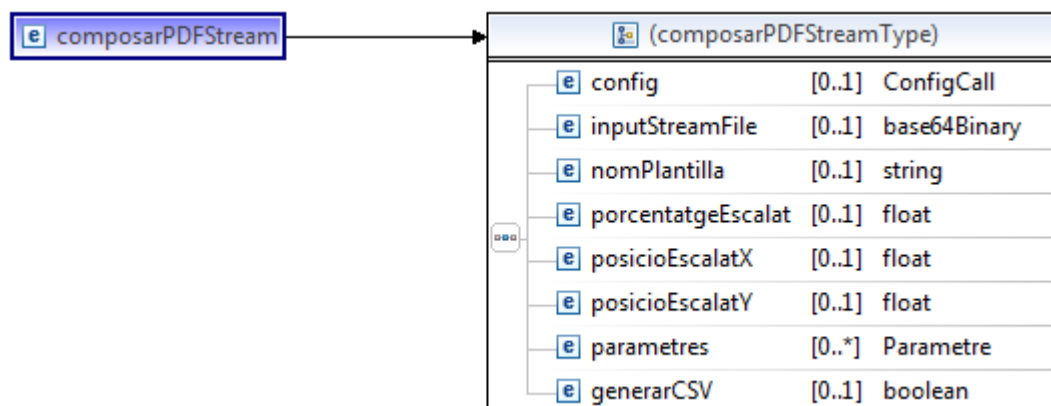 e composarPDFStream
(composarPDFStreamType)
e config [0..1] ConfigCall
e inputStreamFile [0..1] base64Binary
e nomPlantilla [0..1] string
e porcentatgeEscalat [0..1] float
e posicioEscalatX [0..1] float
e posicioEscalatY [0..1] float
e parametres [0..*] Parametre
e generarCSV [0..1] boolean